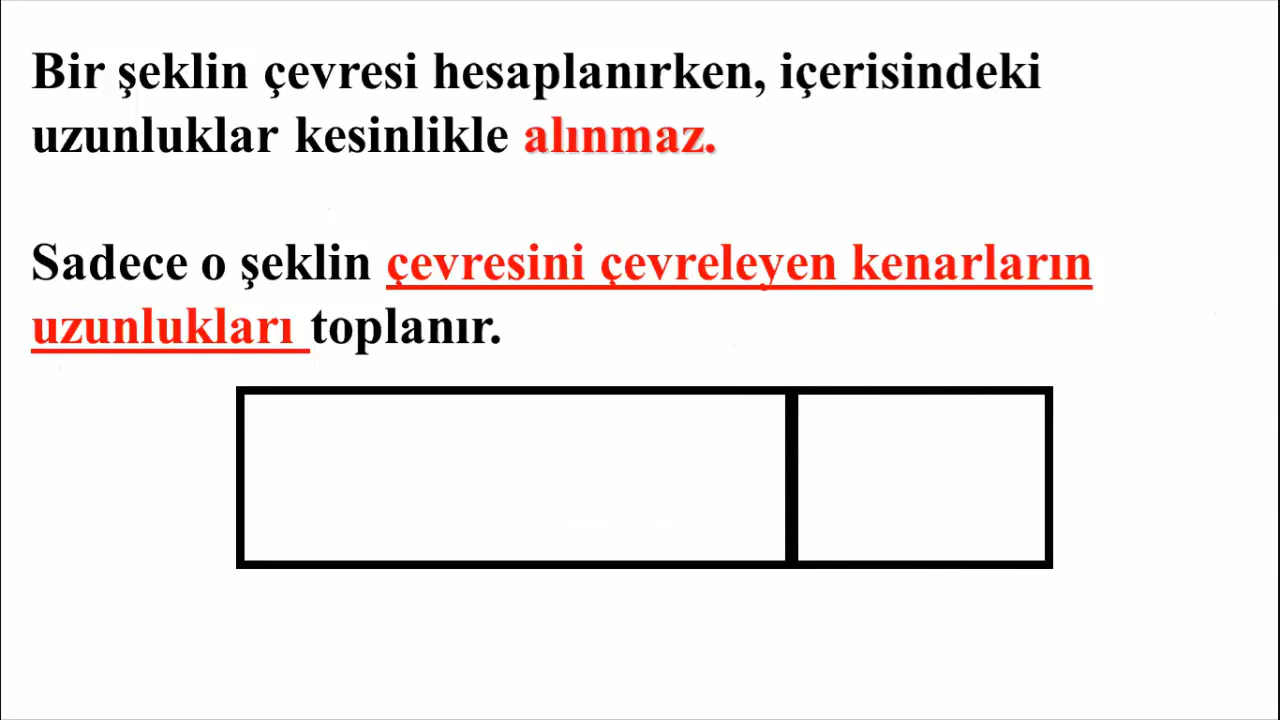 Bir şeklin çevresi hesaplanırken, içerisindeki
uzunluklar kesinlikle alınmaz.
Sadece o şeklin çevresini çevreleyen kenarların
uzunlukları toplanır.